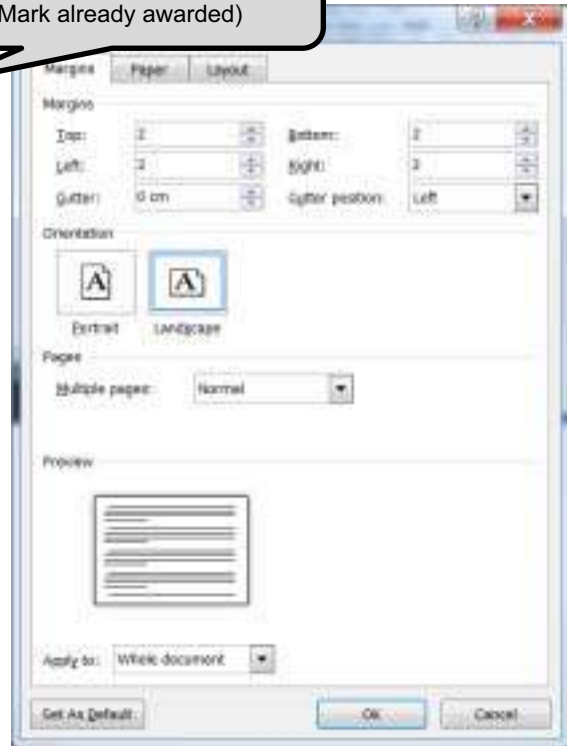 Mark already awarded)
Margins Paper Layout
Margins
Top: 2 Bottom: 2
Left: 2 Right: 2
Gutter: 0 cm Gutter position: Left
Orientation
Portrait Landscape
Pages
Multiple pages: Normal
Preview
Apply to: Whole document
Set As Default OK Cancel